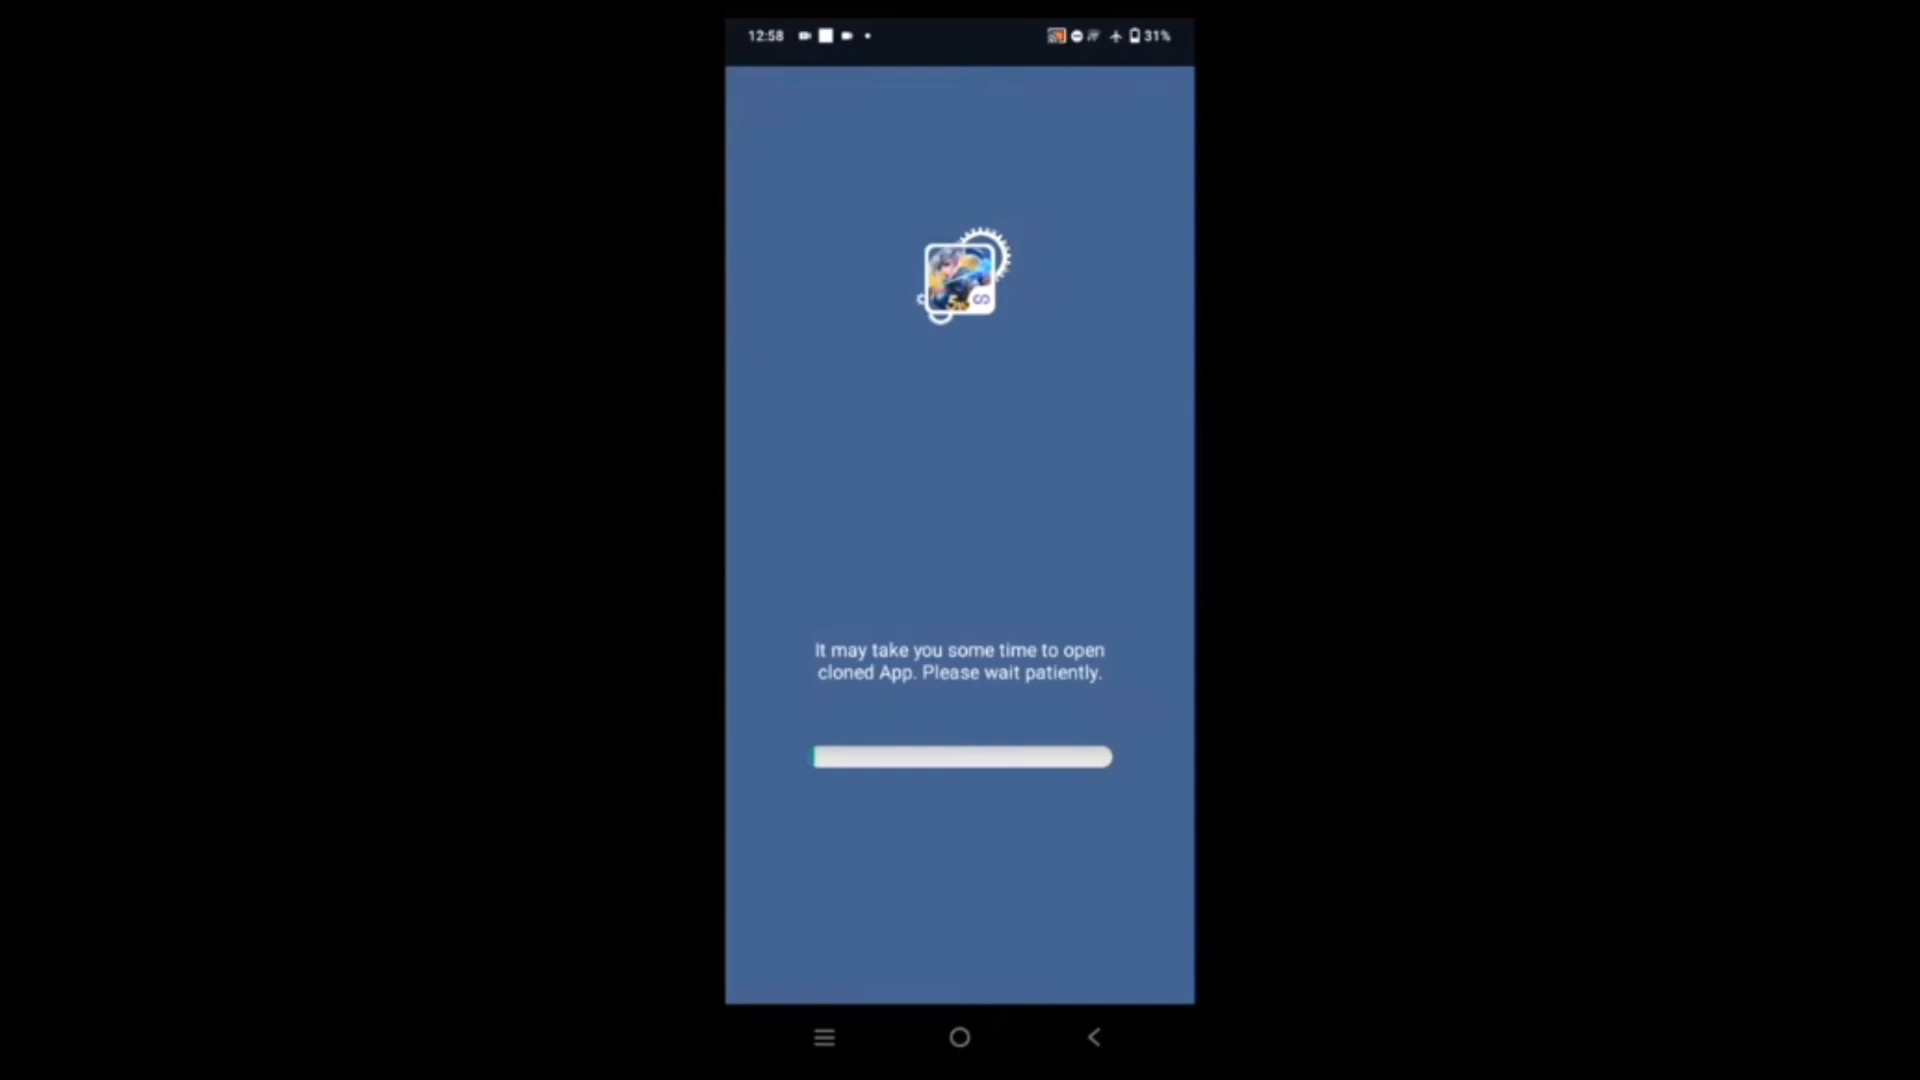 12:58 31%
It may take you some time to open
cloned App. Please wait patiently.